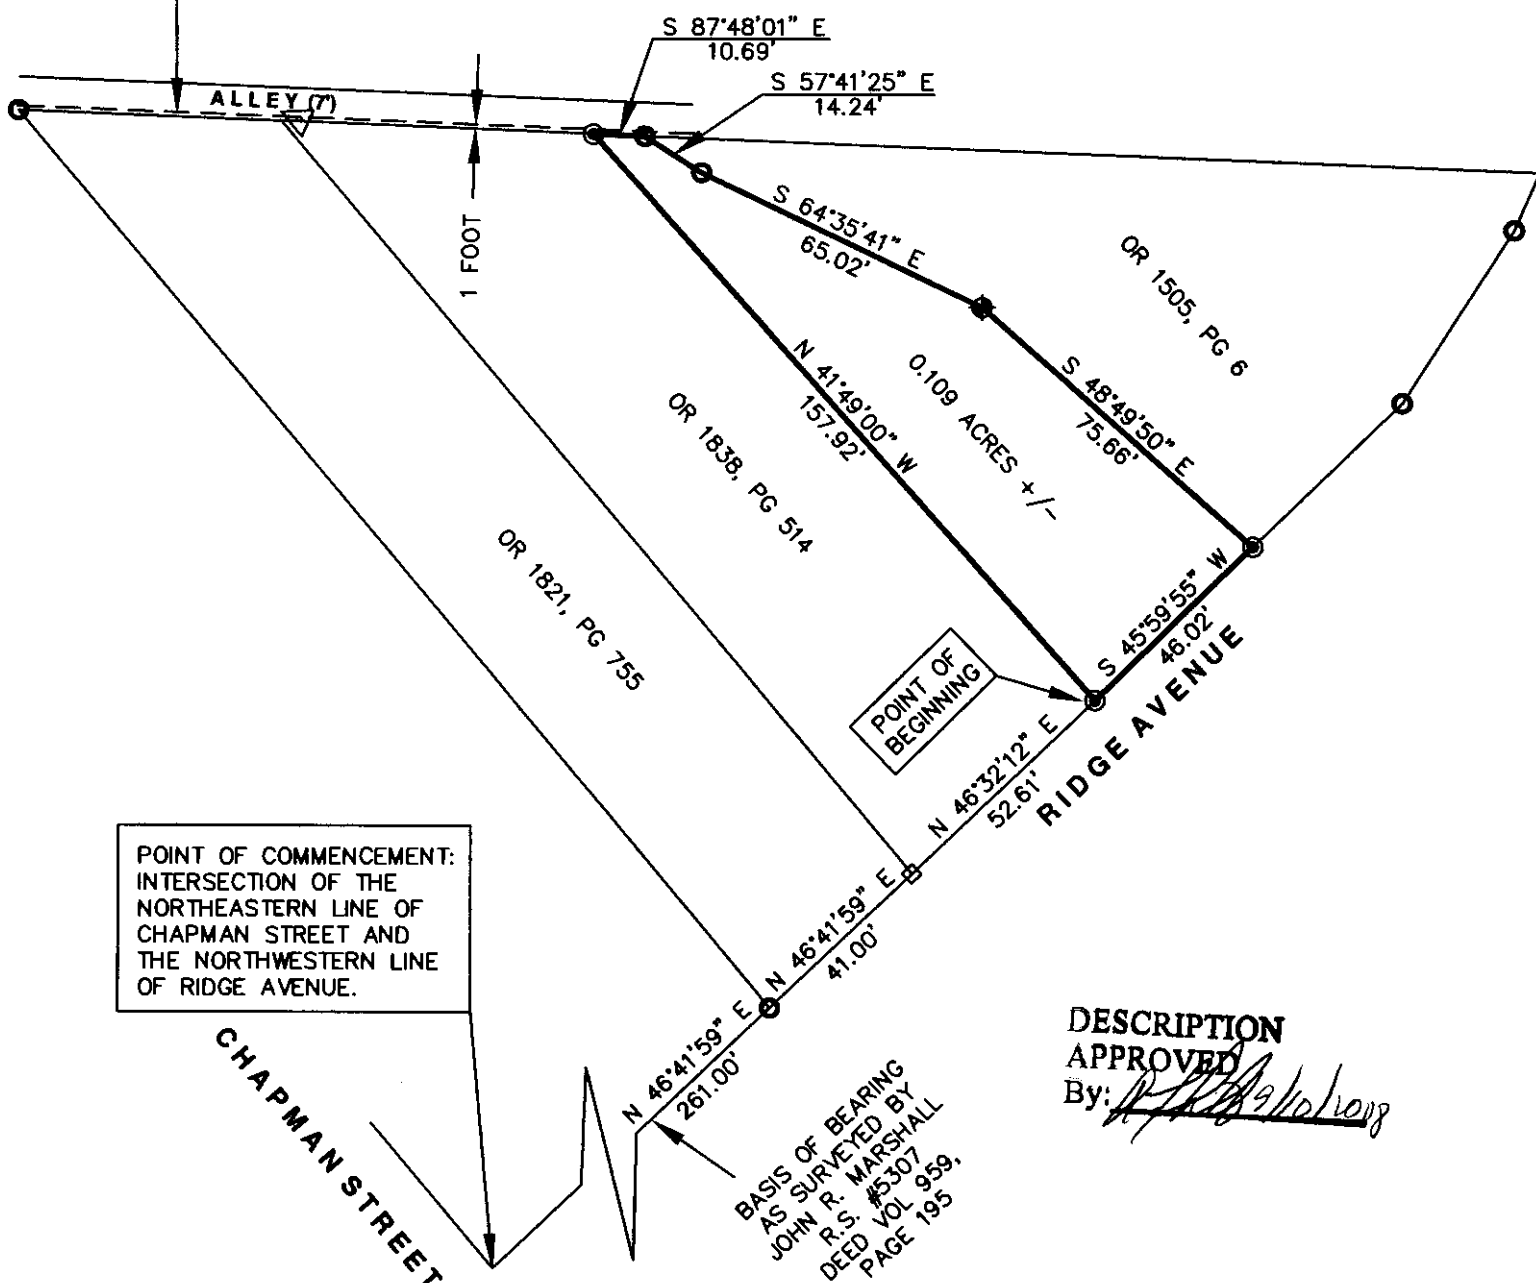 S 87°48'01" E
10.69'
S 57°41'25" E
14.24'
ALLEY (7')
1 FOOT
S 64°35'41" E
65.02'
OR 1505, PG 6
N 41°49'00" W
157.92'
0.109 ACRES +/-
S 48°49'50" E
75.66'
OR 1838, PG 514
OR 1821, PG 755
S 45°59'55" W
46.02'
POINT OF
BEGINNING
RIDGE AVENUE
N 46°32'12" E
52.61'
N 46°41'59" E
41.00'
N 46°41'59" E
261.00'
POINT OF COMMENCEMENT:
INTERSECTION OF THE
NORTHEASTERN LINE OF
CHAPMAN STREET AND
THE NORTHWESTERN LINE
OF RIDGE AVENUE.
CHAPMAN STREET
BASIS OF BEARING
AS SURVEYED BY
JOHN R. MARSHALL
R.S. #5307
DEED VOL 959,
PAGE 195
DESCRIPTION
APPROVED
By: